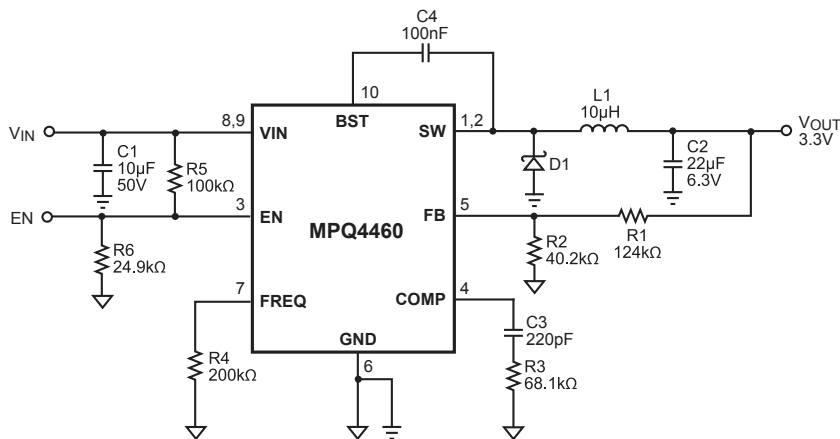 C4
100nF
10
8,9
VIN
BST
SW
1,2
L1
10µH
VOUT
3.3V
VIN
C1
10µF
50V
R5
100kΩ
D1
C2
22µF
6.3V
EN
3
EN
MPQ4460
FB
5
R6
24.9kΩ
R2
40.2kΩ
R1
124kΩ
7
FREQ
COMP
4
R4
200kΩ
GND
6
C3
220pF
R3
68.1kΩ